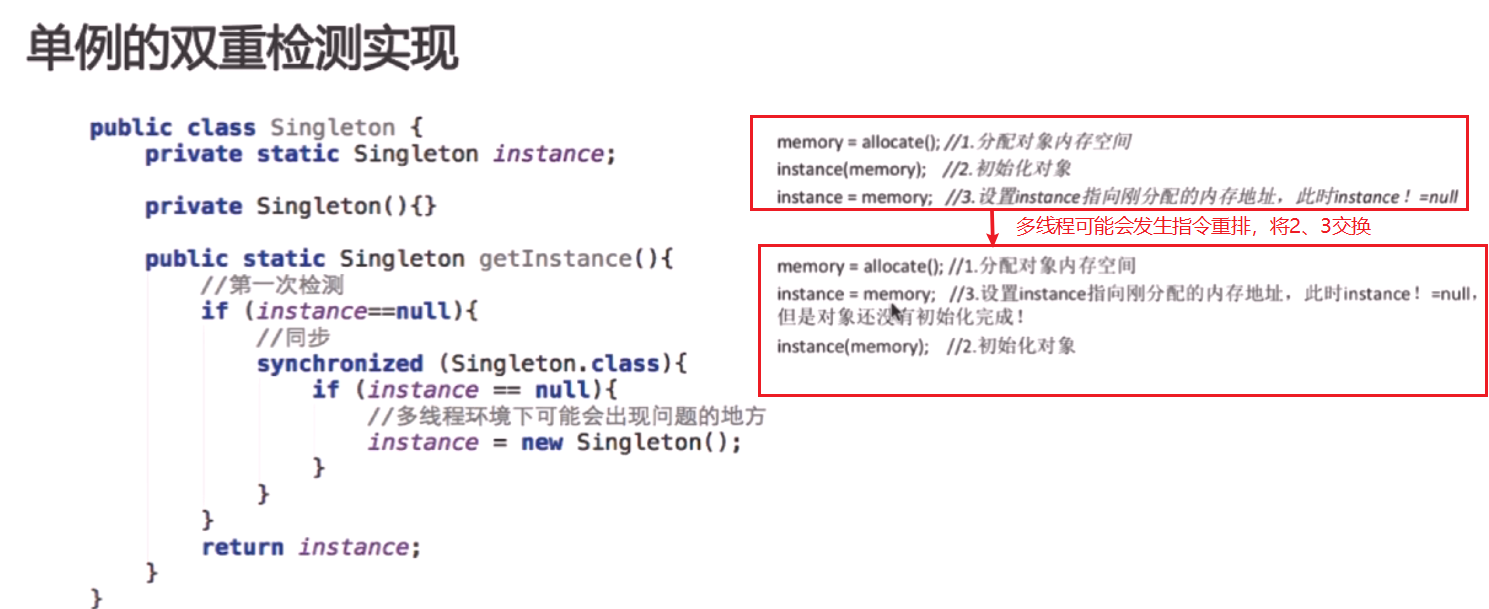 单例的双重检测实现
public class Singleton {
private static Singleton instance;
private Singleton(){}
public static Singleton getInstance(){
//第一次检测
if (instance==null){
//同步
synchronized (Singleton.class){
if (instance == null){
//多线程环境下可能会出现问题的地方
instance = new Singleton();
}
}
}
return instance;
}
}
memory = allocate(); //1.分配对象内存空间
instance(memory); //2.初始化对象
instance = memory; //3.设置instance指向刚分配的内存地址，此时instance！=null
多线程可能会发生指令重排，将2、3交换
memory = allocate(); //1.分配对象内存空间
instance = memory; //3.设置instance指向刚分配的内存地址，此时instance！=null，
但是对象还没有初始化完成！
instance(memory); //2.初始化对象